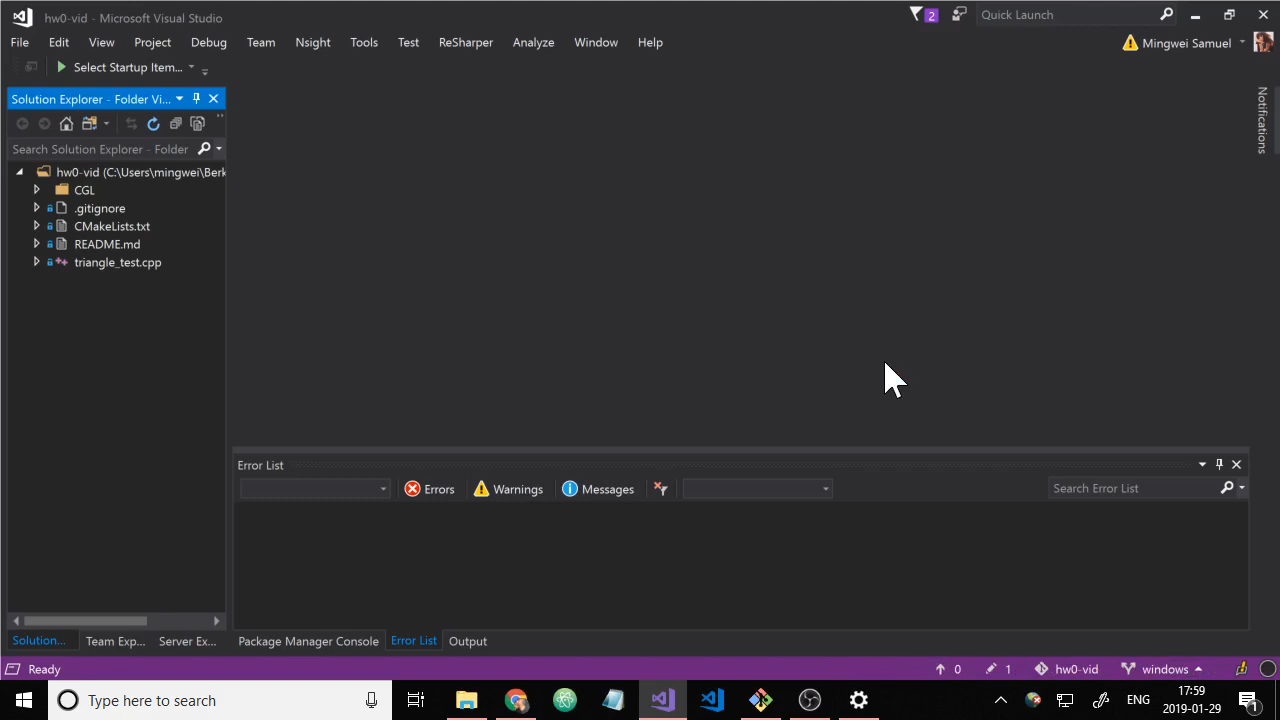 hw0-vid - Microsoft Visual Studio
2
Quick Launch
File Edit View Project Debug Team Nsight Tools Test ReSharper Analyze Window Help
Mingwei Samuel
Select Startup Item...
Solution Explorer - Folder Vi...
Notifications
Search Solution Explorer - Folder
hw0-vid (C:\Users\mingwei\Berk
CGL
.gitignore
CMakeLists.txt
README.md
triangle_test.cpp
Error List
Errors Warnings Messages Search Error List
Solution... Team Exp... Server Ex... Package Manager Console Error List Output
Ready 0 1 hw0-vid windows
Type here to search
ENG
17:59
2019-01-29
1